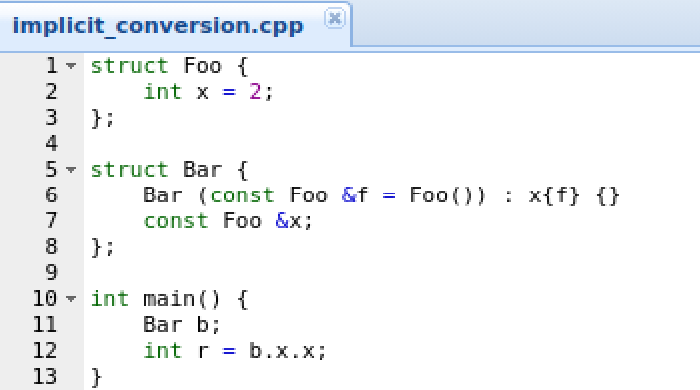 implicit_conversion.cpp
1 struct Foo {
2     int x = 2;
3 };
4
5 struct Bar {
6     Bar (const Foo &f = Foo()) : x{f} {}
7     const Foo &x;
8 };
9
10 int main() {
11     Bar b;
12     int r = b.x.x;
13 }